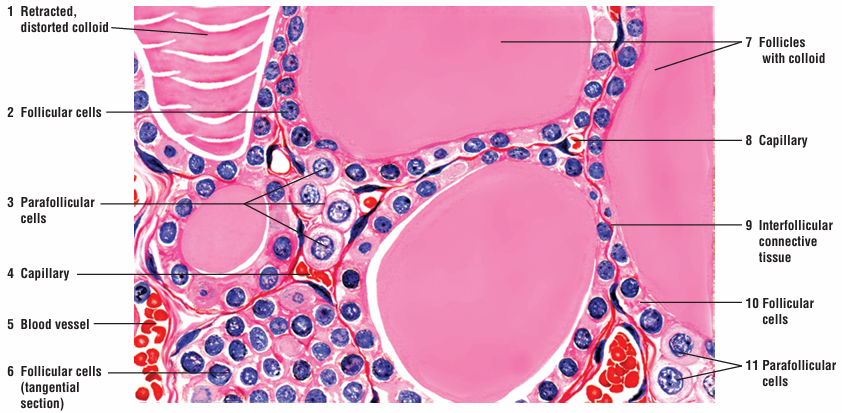 1 Retracted,
distorted colloid
2 Follicular cells
3 Parafollicular
cells
4 Capillary
5 Blood vessel
6 Follicular cells
(tangential
section)
7 Follicles
with colloid
8 Capillary
9 Interfollicular
connective
tissue
10 Follicular
cells
11 Parafollicular
cells